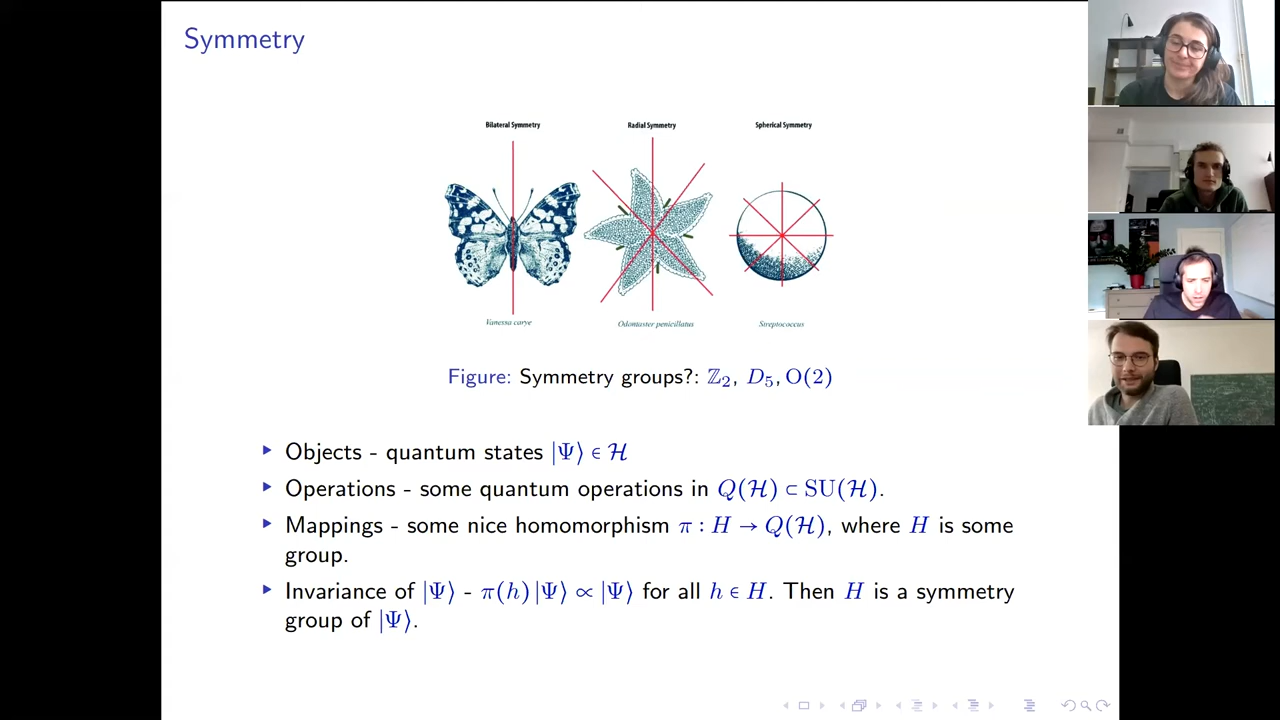 Symmetry
Bilateral Symmetry
Radial Symmetry
Spherical Symmetry
Vanessa carye
Odontaster penicillatus
Streptococcus
Figure: Symmetry groups?: ℤ₂, D₅, O(2)
Objects - quantum states |Ψ⟩ ∈ ℋ
Operations - some quantum operations in Q(ℋ) ⊂ SU(ℋ).
Mappings - some nice homomorphism π : H → Q(ℋ), where H is some
group.
Invariance of |Ψ⟩ - π(h)|Ψ⟩ ∝ |Ψ⟩ for all h ∈ H. Then H is a symmetry
group of |Ψ⟩.